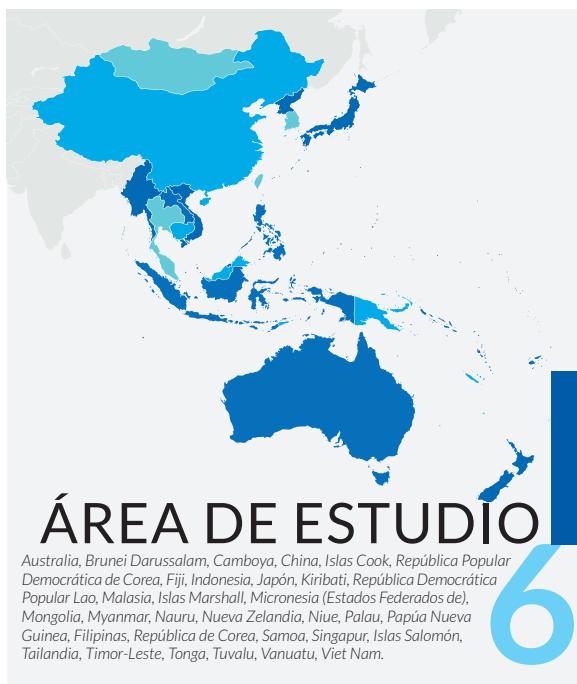 ÁREA DE ESTUDIO
6
Australia, Brunei Darussalam, Camboya, China, Islas Cook, República Popular
Democrática de Corea, Fiji, Indonesia, Japón, Kiribati, República Democrática
Popular Lao, Malasia, Islas Marshall, Micronesia (Estados Federados de),
Mongolia, Myanmar, Nauru, Nueva Zelandia, Niue, Palau, Papúa Nueva
Guinea, Filipinas, República de Corea, Samoa, Singapur, Islas Salomón,
Tailandia, Timor-Leste, Tonga, Tuvalu, Vanuatu, Viet Nam.